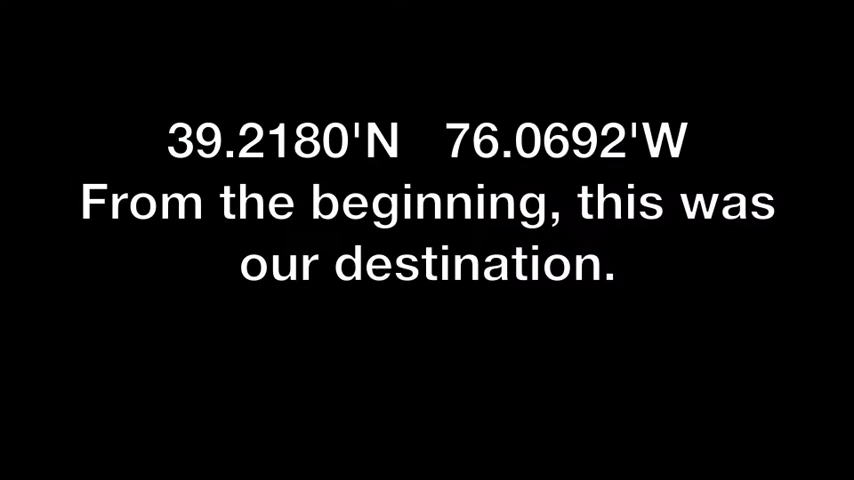 39.2180'N 76.0692'W
From the beginning, this was
our destination.